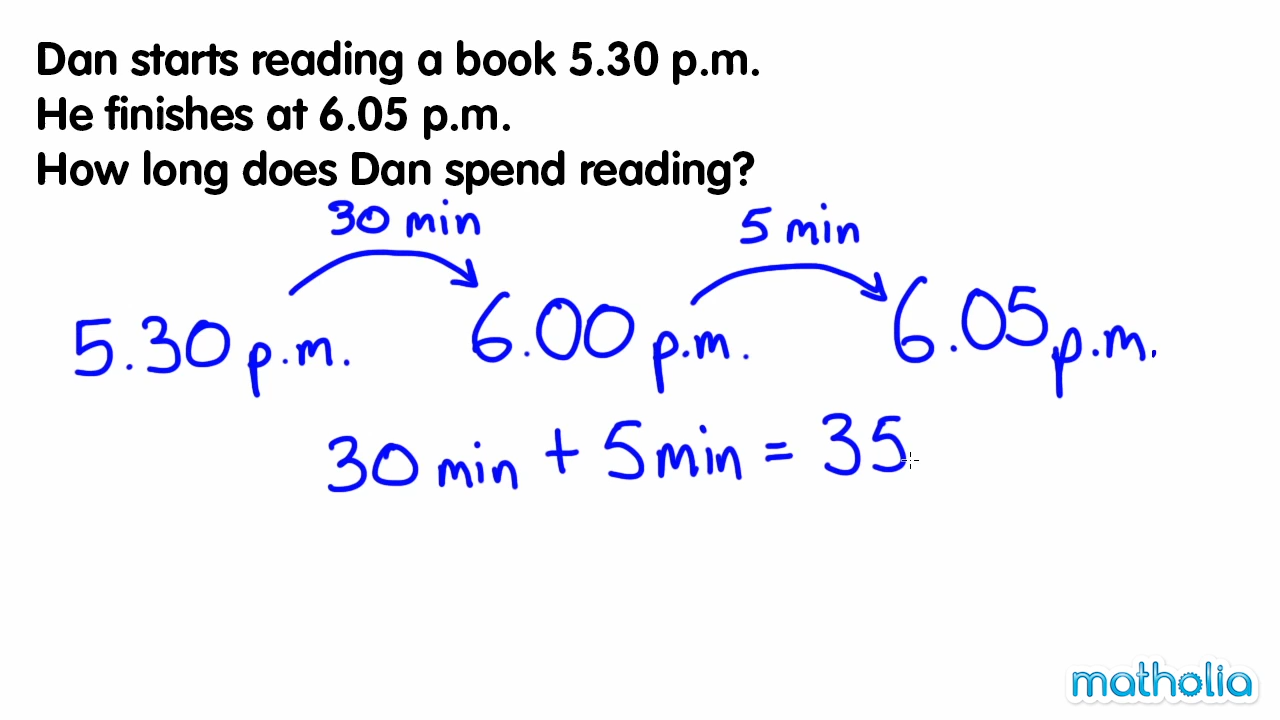 Dan starts reading a book 5.30 p.m.
He finishes at 6.05 p.m.
How long does Dan spend reading?
30 min 5 min
5.30 p.m. 6.00 p.m. 6.05 p.m.
30 min + 5 min = 35
matholia